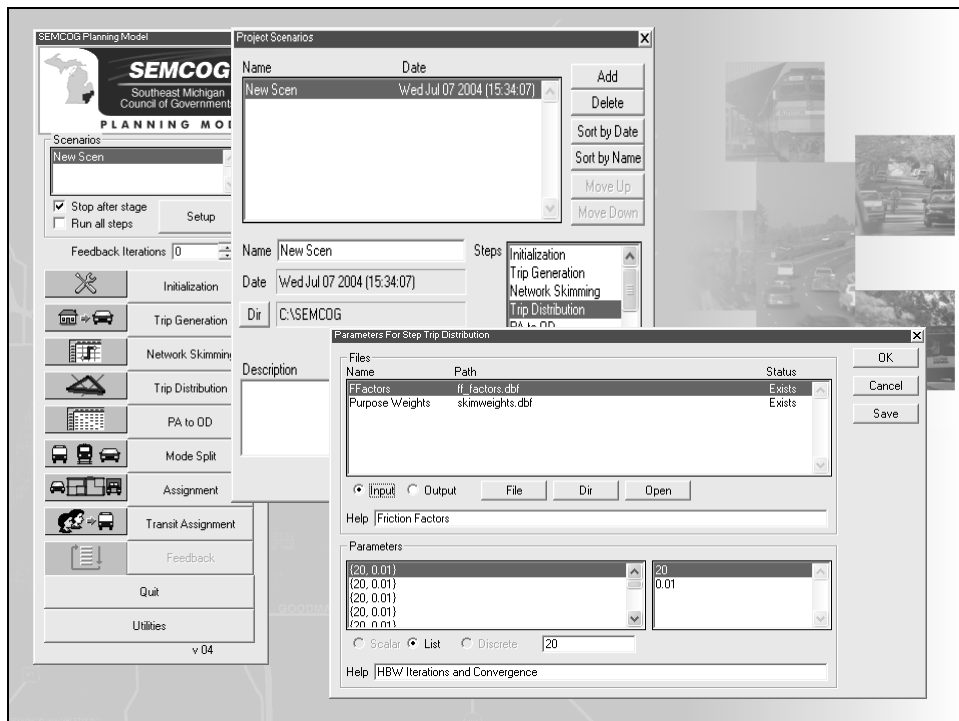 SEMCOG Planning Model
SEMCOG
Southeast Michigan
Council of Governments
PLANNING MO
Scenarios
New Scen
Stop after stage
Run all steps
Setup
Feedback Iterations 0
Initialization
Trip Generation
Network Skimming
Trip Distribution
PA to OD
Mode Split
Assignment
Transit Assignment
Feedback
Quit
Utilities
v 04
Project Scenarios
Name Date
New Scen Wed Jul 07 2004 (15:34:07)
Add
Delete
Sort by Date
Sort by Name
Move Up
Move Down
Name New Scen
Date Wed Jul 07 2004 (15:34:07)
Dir C:\SEMCOG
Description
Steps
Initialization
Trip Generation
Network Skimming
Trip Distribution
PA to OD
Parameters For Step Trip Distribution
Files
Name Path Status
FFactors ff_factors.dbf Exists
Purpose Weights skimweights.dbf Exists
Input Output File Dir Open
Help Friction Factors
OK
Cancel
Save
Parameters
{20, 0.01}
{20, 0.01}
{20, 0.01}
{20, 0.01}
{20, 0.01}
20
0.01
Scalar List Discrete 20
Help HBW Iterations and Convergence